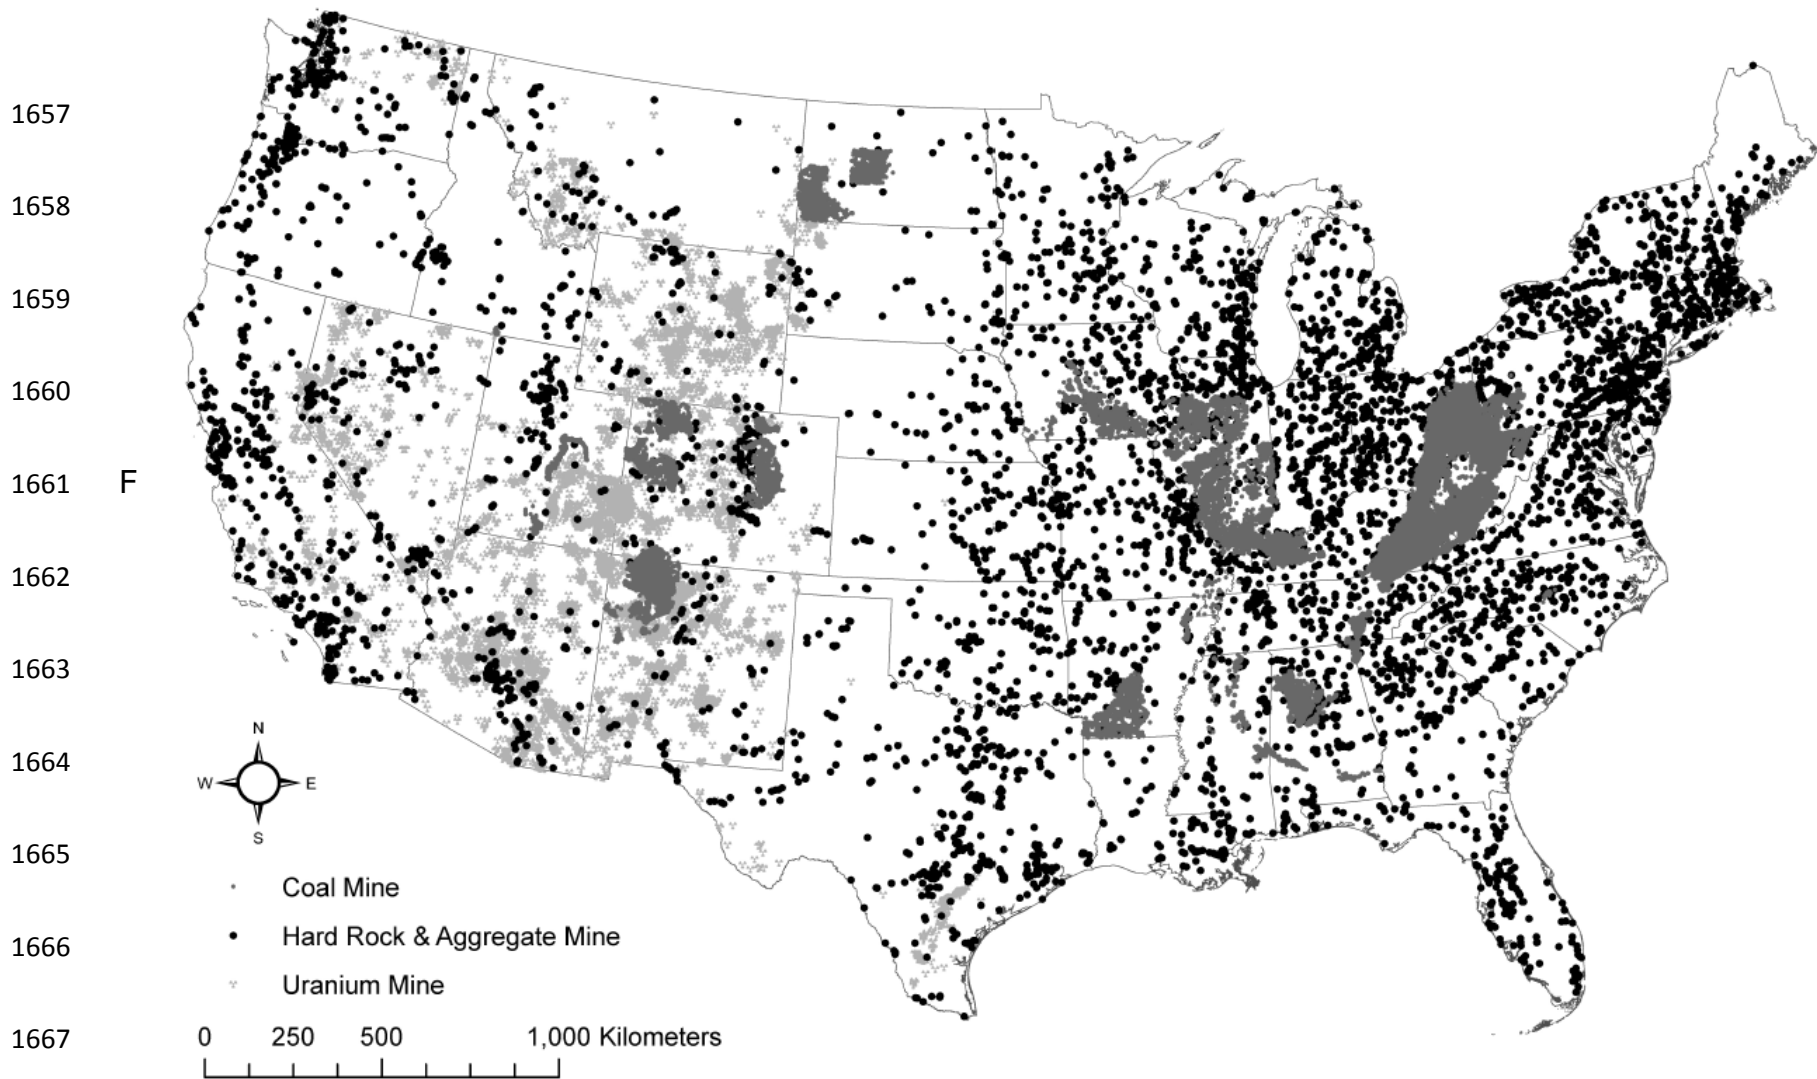 1657
1658
1659
1660
1661 F
1662
1663
N
1664
W E
S
1665
Coal Mine
1666 Hard Rock & Aggregate Mine
Uranium Mine
1667 0 250 500 1,000 Kilometers